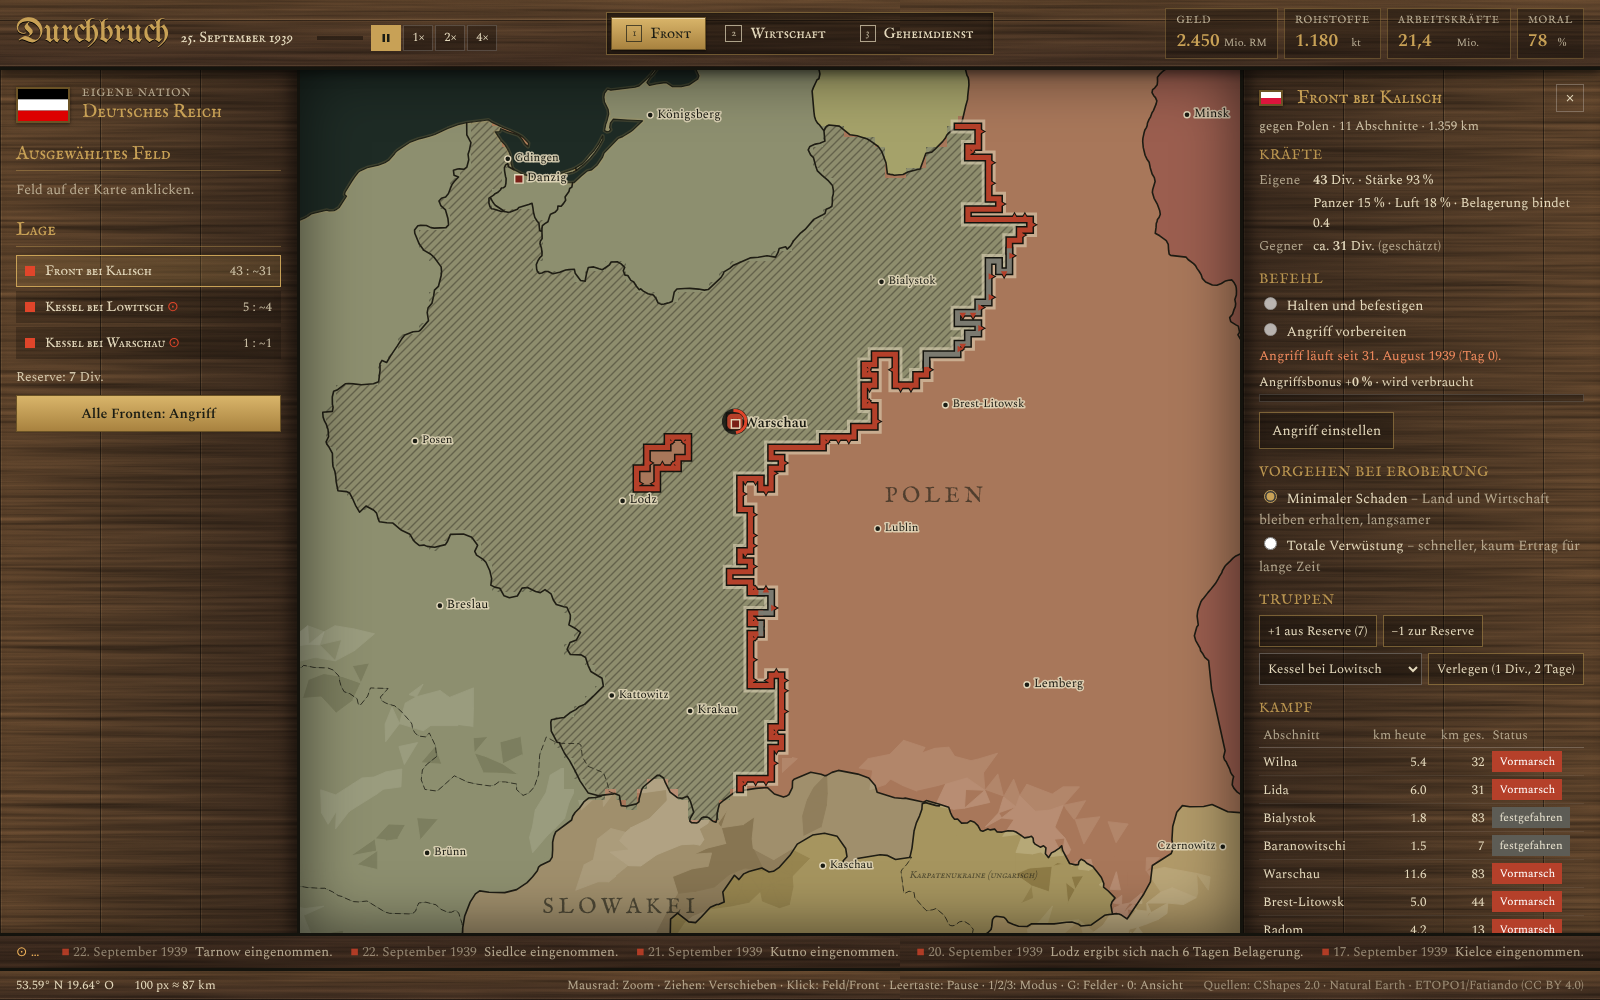 Durchbruch
25. September 1939
1×
2×
4×
1 Front
2 Wirtschaft
3 Geheimdienst
GELD
2.450 Mio. RM
ROHSTOFFE
1.180 kt
ARBEITSKRÄFTE
21,4 Mio.
MORAL
78 %
EIGENE NATION
Deutsches Reich
Ausgewähltes Feld
Feld auf der Karte anklicken.
Lage
Front bei Kalisch 43 : ~31
Kessel bei Lowitsch 5 : ~4
Kessel bei Warschau 1 : ~1
Reserve: 7 Div.
Alle Fronten: Angriff
Königsberg
Minsk
Gdingen
Danzig
Bialystok
Brest-Litowsk
Warschau
Posen
Lodz
POLEN
Lublin
Breslau
Kattowitz
Krakau
Lemberg
Brünn
Kaschau
Czernowitz
Karpatenukraine (ungarisch)
SLOWAKEI
Front bei Kalisch
×
gegen Polen · 11 Abschnitte · 1.359 km
KRÄFTE
Eigene 43 Div. · Stärke 93 %
Panzer 15 % · Luft 18 % · Belagerung bindet
0.4
Gegner ca. 31 Div. (geschätzt)
BEFEHL
Halten und befestigen
Angriff vorbereiten
Angriff läuft seit 31. August 1939 (Tag 0).
Angriffsbonus +0 % · wird verbraucht
Angriff einstellen
VORGEHEN BEI EROBERUNG
Minimaler Schaden – Land und Wirtschaft
bleiben erhalten, langsamer
Totale Verwüstung – schneller, kaum Ertrag für
lange Zeit
TRUPPEN
+1 aus Reserve (7) −1 zur Reserve
Kessel bei Lowitsch Verlegen (1 Div., 2 Tage)
KAMPF
Abschnitt km heute km ges. Status
Wilna 5.4 32 Vormarsch
Lida 6.0 31 Vormarsch
Bialystok 1.8 83 festgefahren
Baranowitschi 1.5 7 festgefahren
Warschau 11.6 83 Vormarsch
Brest-Litowsk 5.0 44 Vormarsch
Radom 4.2 13 Vormarsch
... 22. September 1939 Tarnow eingenommen. 22. September 1939 Siedlce eingenommen. 21. September 1939 Kutno eingenommen. 20. September 1939 Lodz ergibt sich nach 6 Tagen Belagerung. 17. September 1939 Kielce eingenommen.
53.59° N 19.64° O 100 px ≈ 87 km Mausrad: Zoom · Ziehen: Verschieben · Klick: Feld/Front · Leertaste: Pause · 1/2/3: Modus · G: Felder · 0: Ansicht Quellen: CShapes 2.0 · Natural Earth · ETOPO1/Fatiando (CC BY 4.0)